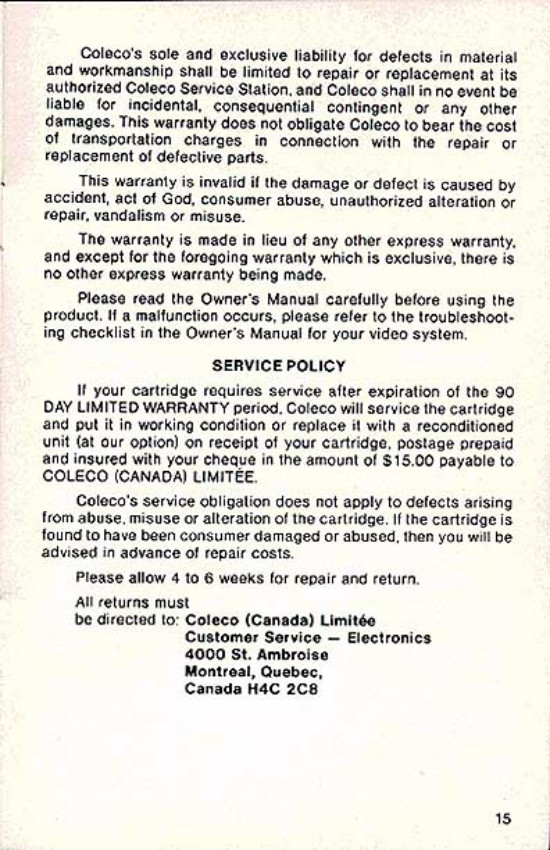 Coleco's sole and exclusive liability for defects in material
and workmanship shall be limited to repair or replacement at its
authorized Coleco Service Station, and Coleco shall in no event be
liable for incidental, consequential contingent or any other
damages. This warranty does not obligate Coleco to bear the cost
of transportation charges in connection with the repair or
replacement of defective parts.
This warranty is invalid if the damage or defect is caused by
accident, act of God, consumer abuse, unauthorized alteration or
repair, vandalism or misuse.
The warranty is made in lieu of any other express warranty,
and except for the foregoing warranty which is exclusive, there is
no other express warranty being made.
Please read the Owner's Manual carefully before using the
product. If a malfunction occurs, please refer to the troubleshoot-
ing checklist in the Owner's Manual for your video system.
SERVICE POLICY
If your cartridge requires service after expiration of the 90
DAY LIMITED WARRANTY period, Coleco will service the cartridge
and put it in working condition or replace it with a reconditioned
unit (at our option) on receipt of your cartridge, postage prepaid
and insured with your cheque in the amount of $15.00 payable to
COLECO (CANADA) LIMITÉE.
Coleco's service obligation does not apply to defects arising
from abuse, misuse or alteration of the cartridge. If the cartridge is
found to have been consumer damaged or abused, then you will be
advised in advance of repair costs.
Please allow 4 to 6 weeks for repair and return.
All returns must
be directed to: Coleco (Canada) Limitée
Customer Service — Electronics
4000 St. Ambroise
Montreal, Quebec,
Canada H4C 2C8
15